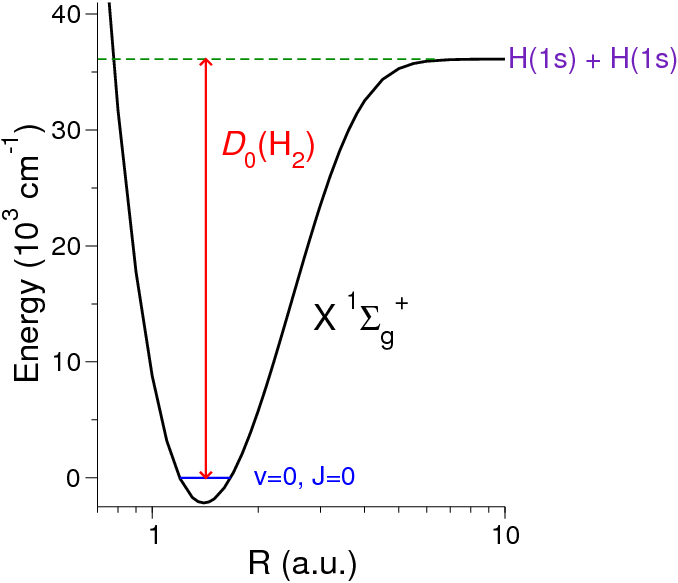 40
H(1s) + H(1s)
D₀(H₂)
30
Energy (10³ cm⁻¹)
20
X ¹Σg⁺
10
0
v=0, J=0
1
10
R (a.u.)